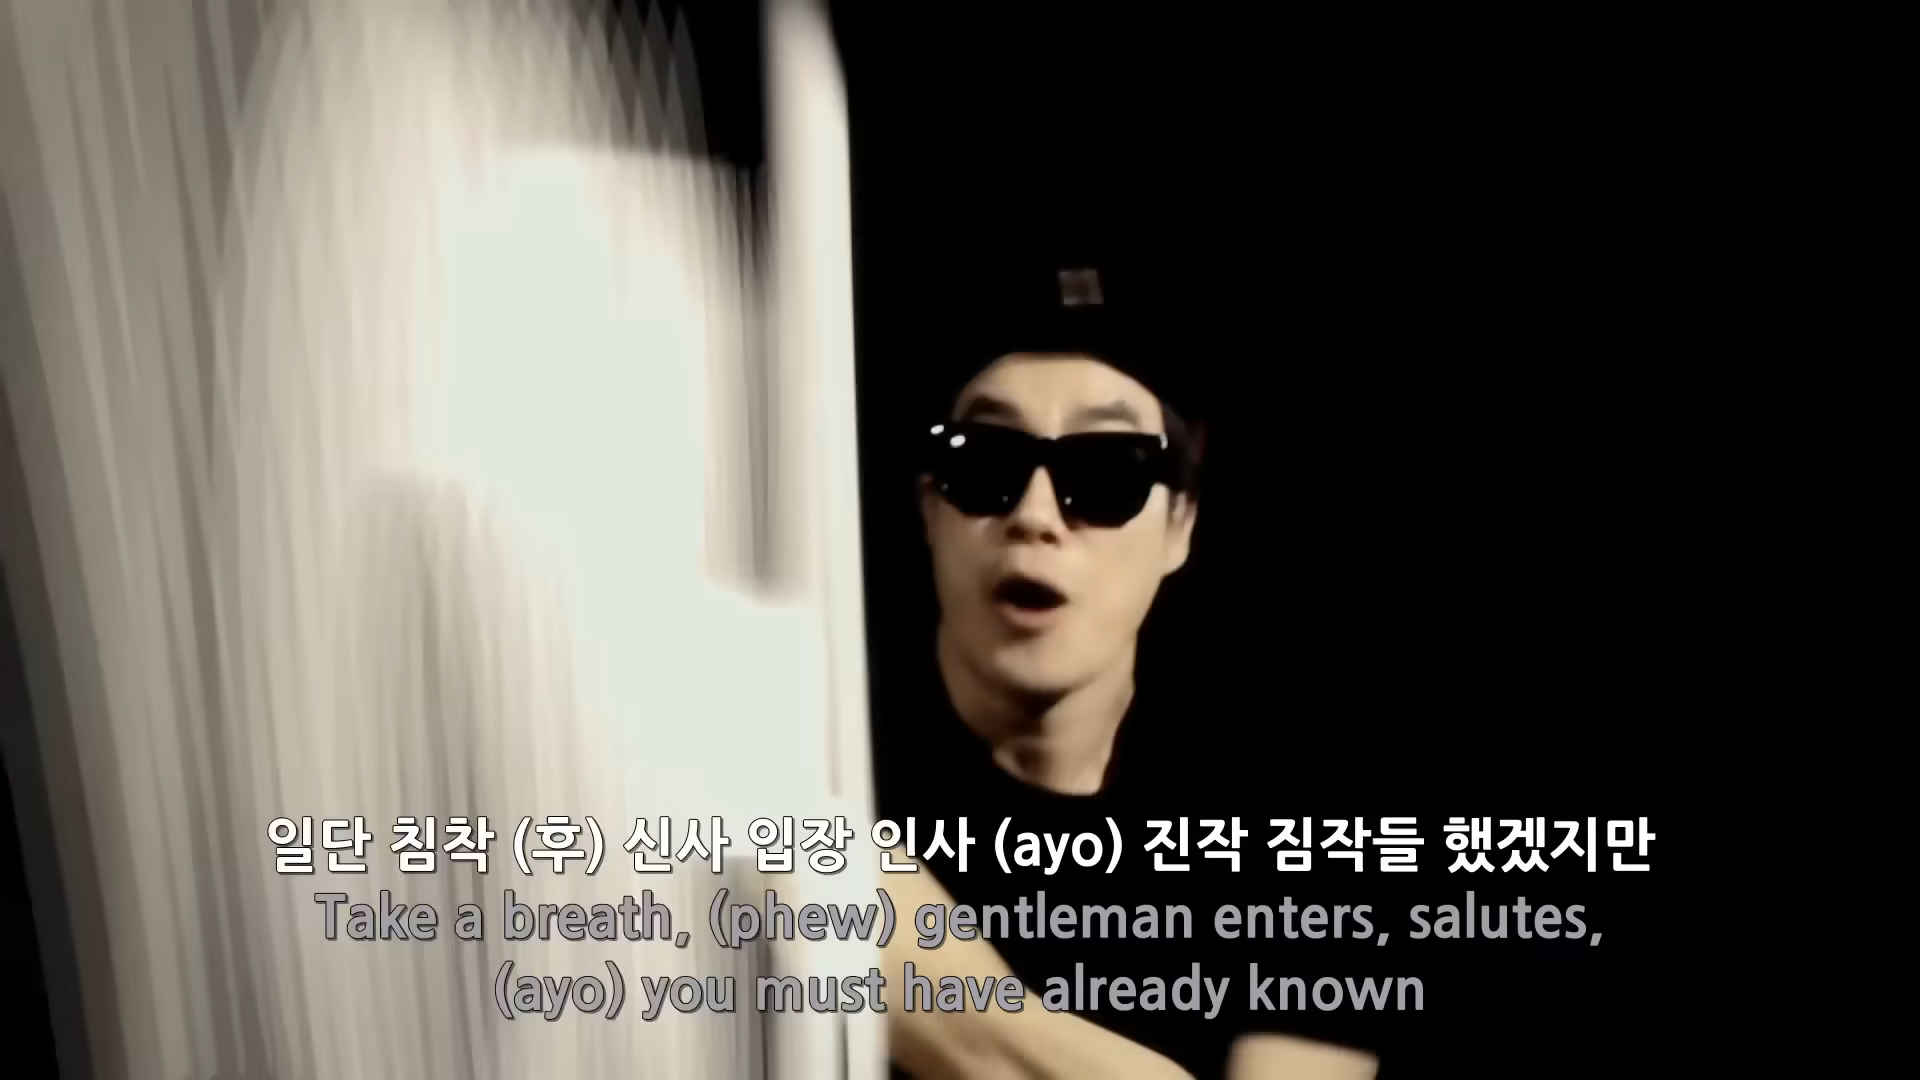 일단 침착 (후) 신사 입장 인사 (ayo) 진작 짐작들 했겠지만
Take a breath, (phew) gentleman enters, salutes,
(ayo) you must have already known